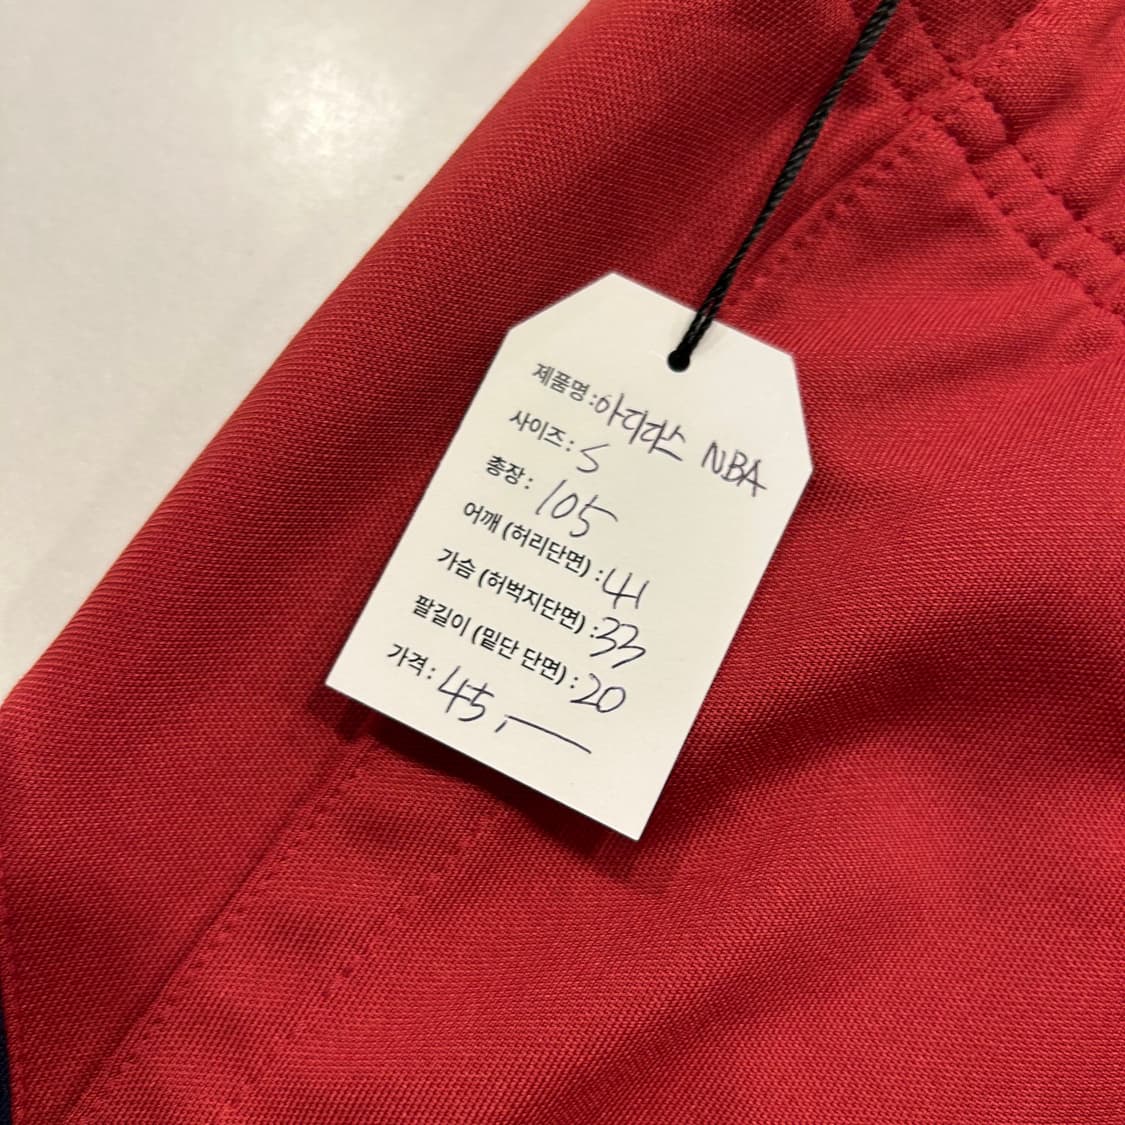 제품명:아디다스 NBA
사이즈: S
총장: 105
어깨 (허리단면) :41
가슴 (허벅지단면) :33
팔길이 (밑단 단면) :20
가격: 45,—